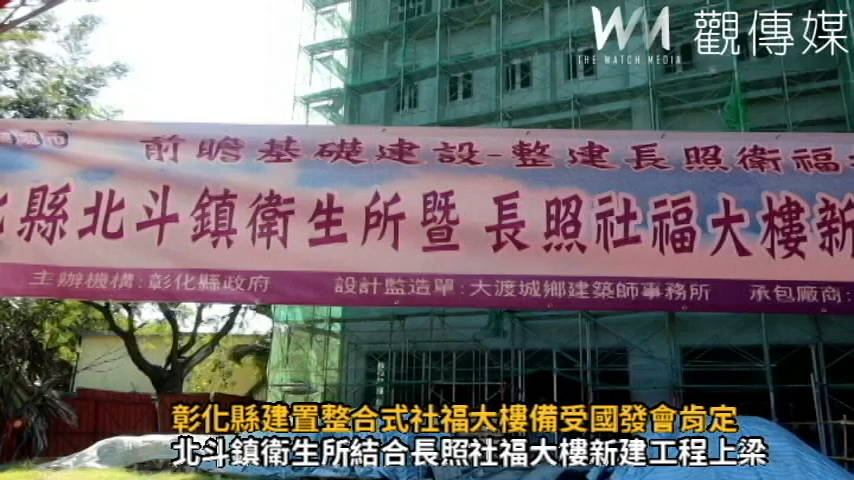 WM 觀傳媒
THE WATCH MEDIA
前瞻基礎建設-整建長照衛福
縣北斗鎮衛生所暨 長照社福大樓新
主辦機構:彰化縣政府 設計監造單:大渡城鄉建築師事務所 承包廠商:
彰化縣建置整合式社福大樓備受國發會肯定
北斗鎮衛生所結合長照社福大樓新建工程上梁